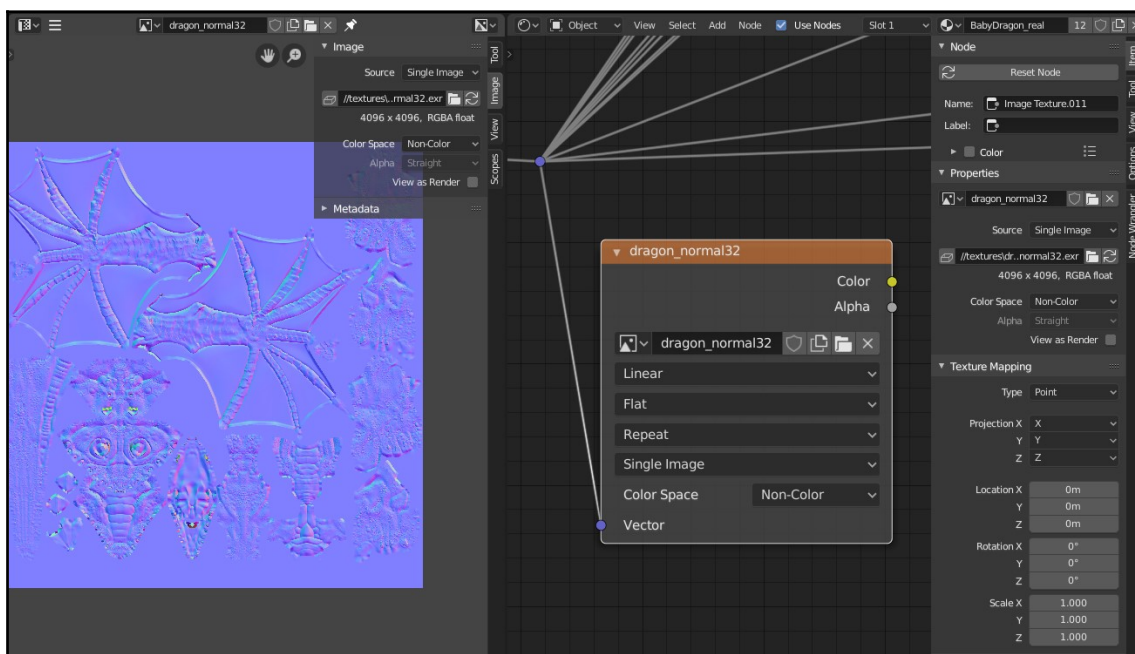 dragon_normal32
Image
Source Single Image
//textures\...rmal32.exr
4096 x 4096, RGBA float
Color Space Non-Color
Alpha Straight
View as Render
Metadata
Tool
Image
View
Scopes
Object View Select Add Node Use Nodes Slot 1 BabyDragon_real 12
dragon_normal32
Color
Alpha
dragon_normal32
Linear
Flat
Repeat
Single Image
Color Space Non-Color
Vector
Node
Reset Node
Name: Image Texture.011
Label:
Color
Properties
dragon_normal32
Source Single Image
//textures\dr..normal32.exr
4096 x 4096, RGBA float
Color Space Non-Color
Alpha Straight
View as Render
Texture Mapping
Type Point
Projection X X
Y Y
Z Z
Location X 0m
Y 0m
Z 0m
Rotation X 0°
Y 0°
Z 0°
Scale X 1.000
Y 1.000
Z 1.000
Item
Tool
View
Options
Node Wrangler